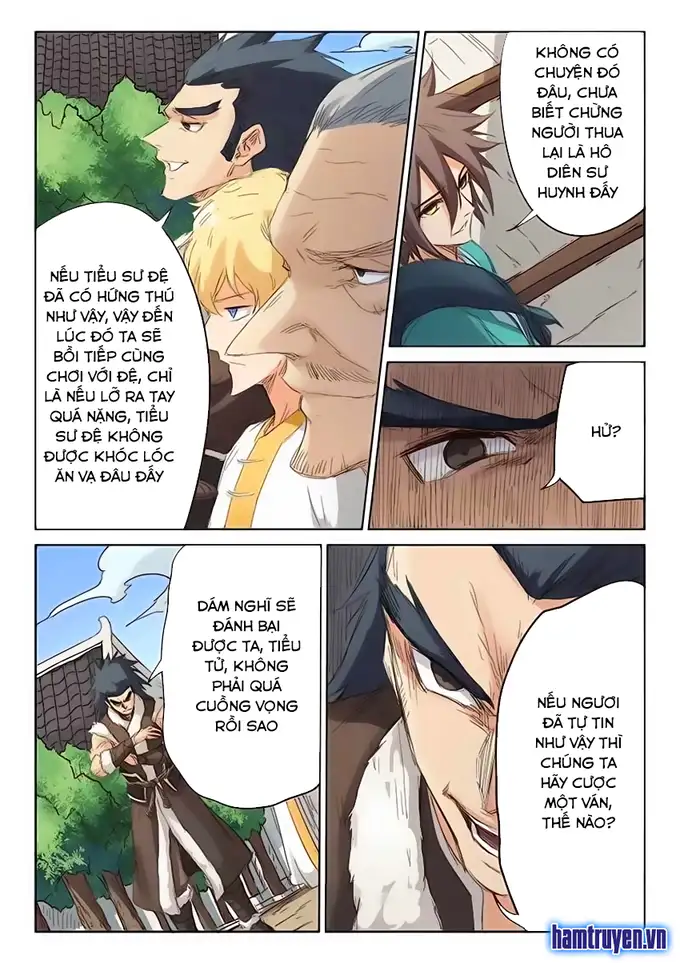 NẾU TIỂU SƯ ĐỆ
ĐÃ CÓ HỨNG THÚ
NHƯ VẬY, VẬY ĐẾN
LÚC ĐÓ TA SẼ
BỒI TIẾP CÙNG
CHƠI VỚI ĐỆ, CHỈ
LÀ NẾU LỠ RA TAY
QUÁ NẶNG, TIỂU
SƯ ĐỆ KHÔNG
ĐƯỢC KHÓC LÓC
ĂN VẠ ĐÂU ĐẤY
KHÔNG CÓ
CHUYỆN ĐÓ
ĐÂU, CHƯA
BIẾT CHỪNG
NGƯỜI THUA
LẠI LÀ HÔ
DIÊN SƯ
HUYNH ĐẤY
HỬ?
DÁM NGHĨ SẼ
ĐÁNH BẠI
ĐƯỢC TA, TIỂU
TỬ, KHÔNG
PHẢI QUÁ
CUỒNG VỌNG
RỒI SAO
NẾU NGƯƠI
ĐÃ TỰ TIN
NHƯ VẬY THÌ
CHÚNG TA
HÃY CƯỢC
MỘT VÁN,
THẾ NÀO?
hamtruyen.vn